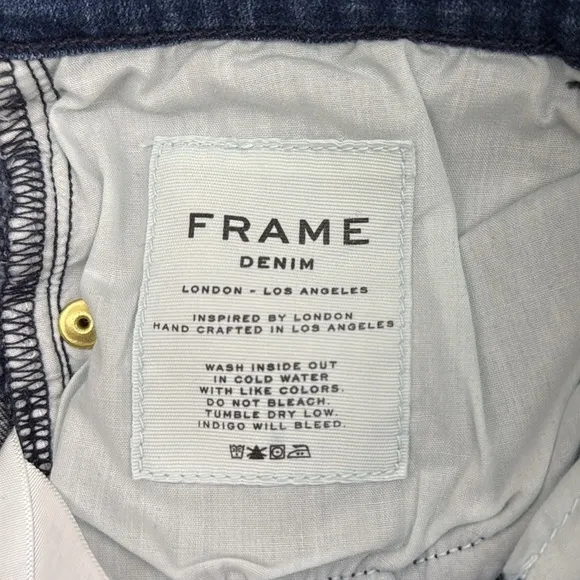 FRAME
DENIM
LONDON - LOS ANGELES
INSPIRED BY LONDON
HAND CRAFTED IN LOS ANGELES
WASH INSIDE OUT
IN COLD WATER
WITH LIKE COLORS.
DO NOT BLEACH.
TUMBLE DRY LOW.
INDIGO WILL BLEED.